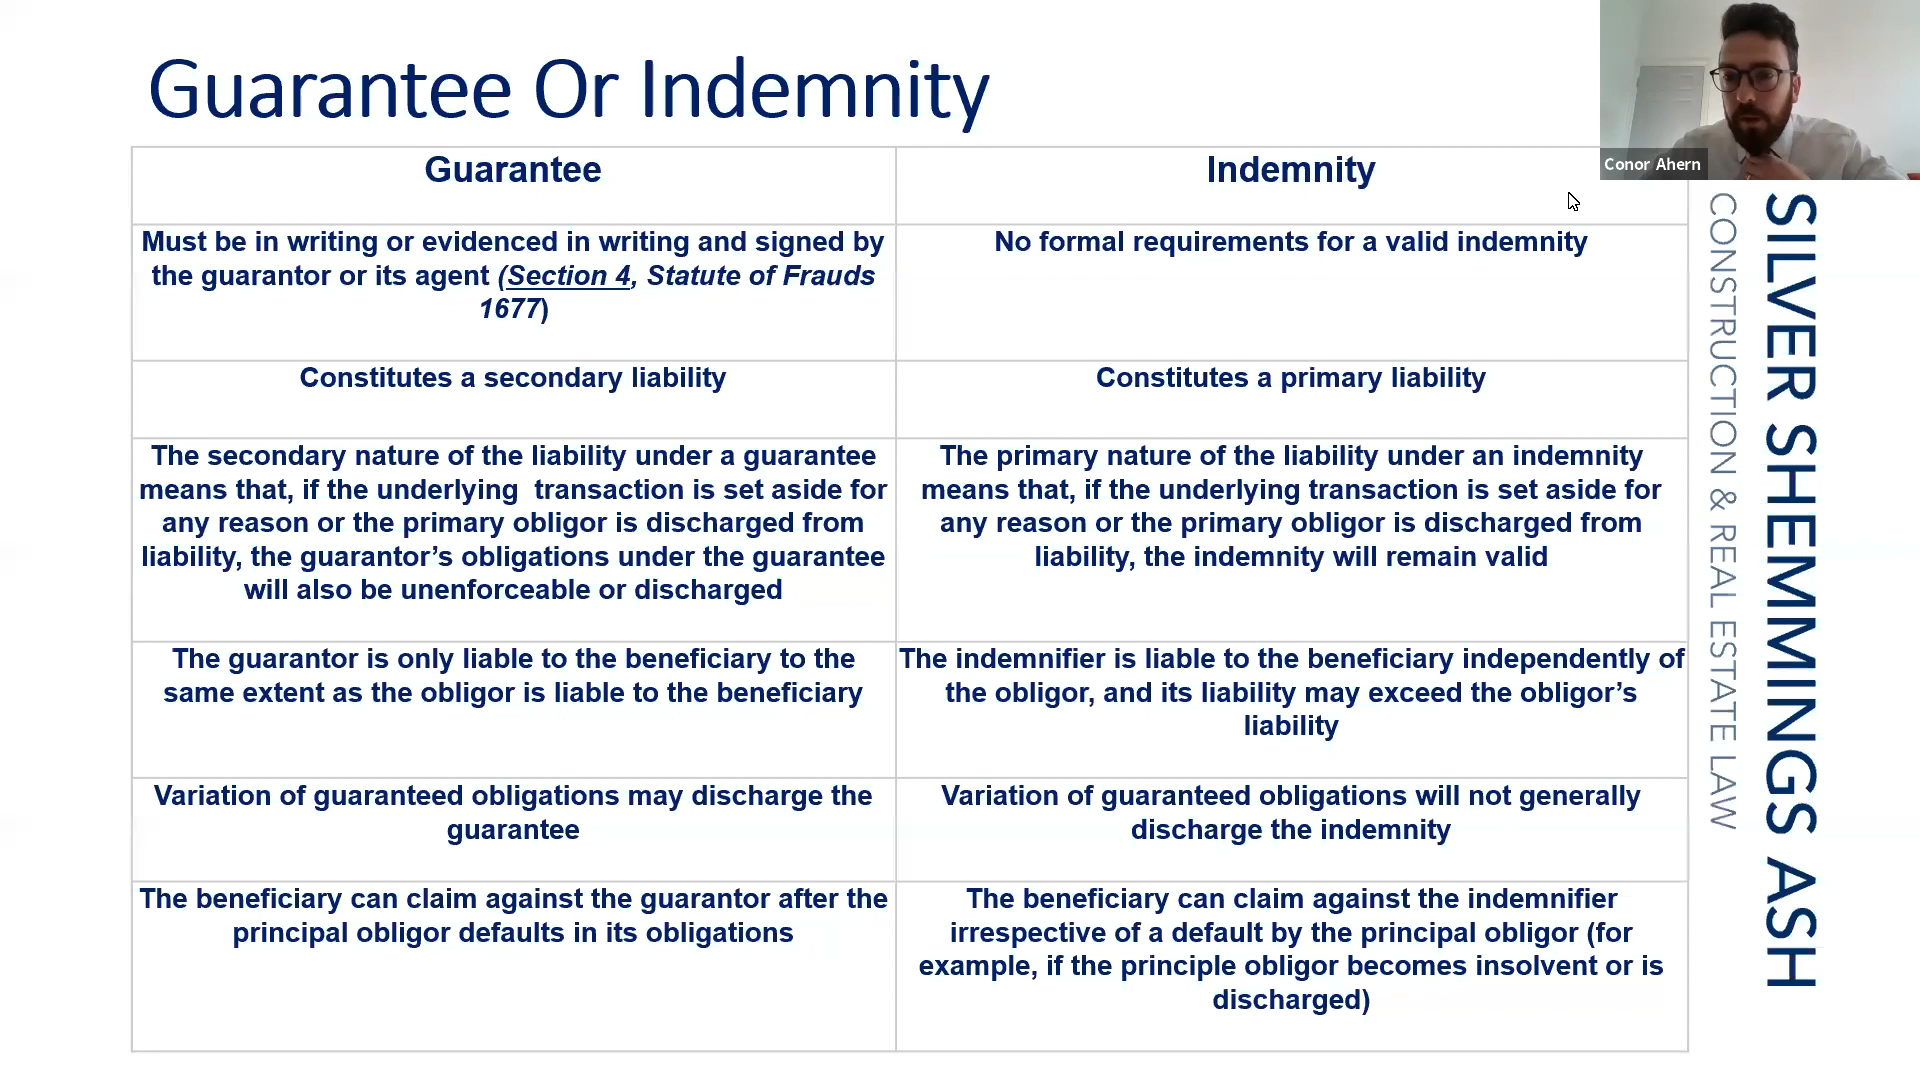 Guarantee Or Indemnity
Conor Ahern
Guarantee
Indemnity
Must be in writing or evidenced in writing and signed by
the guarantor or its agent (Section 4, Statute of Frauds
1677)
No formal requirements for a valid indemnity
Constitutes a secondary liability
Constitutes a primary liability
The secondary nature of the liability under a guarantee
means that, if the underlying transaction is set aside for
any reason or the primary obligor is discharged from
liability, the guarantor’s obligations under the guarantee
will also be unenforceable or discharged
The primary nature of the liability under an indemnity
means that, if the underlying transaction is set aside for
any reason or the primary obligor is discharged from
liability, the indemnity will remain valid
The guarantor is only liable to the beneficiary to the
same extent as the obligor is liable to the beneficiary
The indemnifier is liable to the beneficiary independently of
the obligor, and its liability may exceed the obligor’s
liability
Variation of guaranteed obligations may discharge the
guarantee
Variation of guaranteed obligations will not generally
discharge the indemnity
The beneficiary can claim against the guarantor after the
principal obligor defaults in its obligations
The beneficiary can claim against the indemnifier
irrespective of a default by the principal obligor (for
example, if the principle obligor becomes insolvent or is
discharged)
SILVER SHEMMINGS ASH
CONSTRUCTION & REAL ESTATE LAW